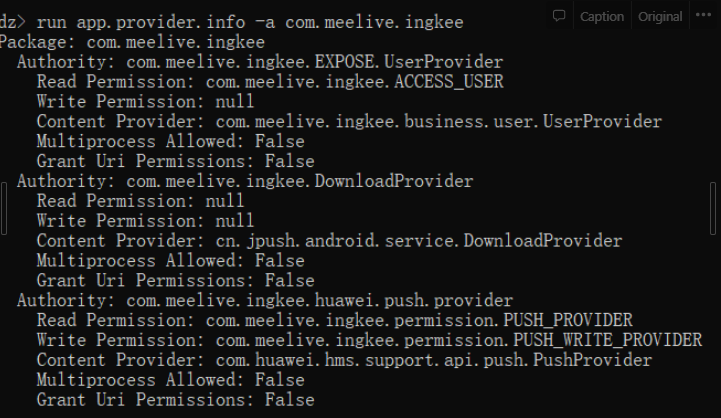 Caption Original
dz> run app.provider.info -a com.meelive.ingkee
Package: com.meelive.ingkee
Authority: com.meelive.ingkee.EXPOSE.UserProvider
Read Permission: com.meelive.ingkee.ACCESS_USER
Write Permission: null
Content Provider: com.meelive.ingkee.business.user.UserProvider
Multiprocess Allowed: False
Grant Uri Permissions: False
Authority: com.meelive.ingkee.DownloadProvider
Read Permission: null
Write Permission: null
Content Provider: cn.jpush.android.service.DownloadProvider
Multiprocess Allowed: False
Grant Uri Permissions: False
Authority: com.meelive.ingkee.huawei.push.provider
Read Permission: com.meelive.ingkee.permission.PUSH_PROVIDER
Write Permission: com.meelive.ingkee.permission.PUSH_WRITE_PROVIDER
Content Provider: com.huawei.hms.support.api.push.PushProvider
Multiprocess Allowed: False
Grant Uri Permissions: False